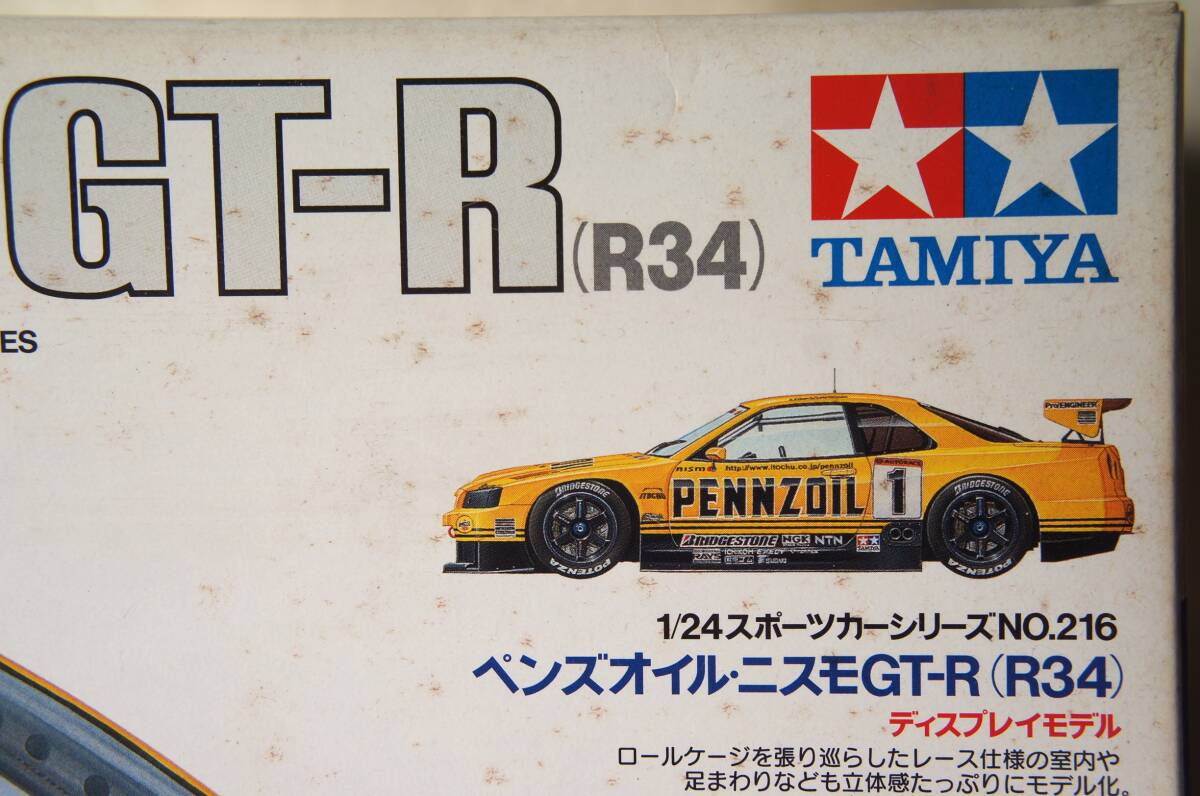 GT-R (R34)
TAMIYA
ES
Pro/ENGINEER
nismo http://www.itochu.co.jp/pennzoil
BRIDGESTONE
PENNZOIL
1
BRIDGESTONE
BRIDGESTONE NGK NTN
TAMIYA
POTENZA
POTENZA
1/24スポーツカーシリーズNO.216
ペンズオイル・ニスモGT-R(R34)
ディスプレイモデル
ロールケージを張り巡らしたレース仕様の室内や
足まわりなども立体感たっぷりにモデル化。